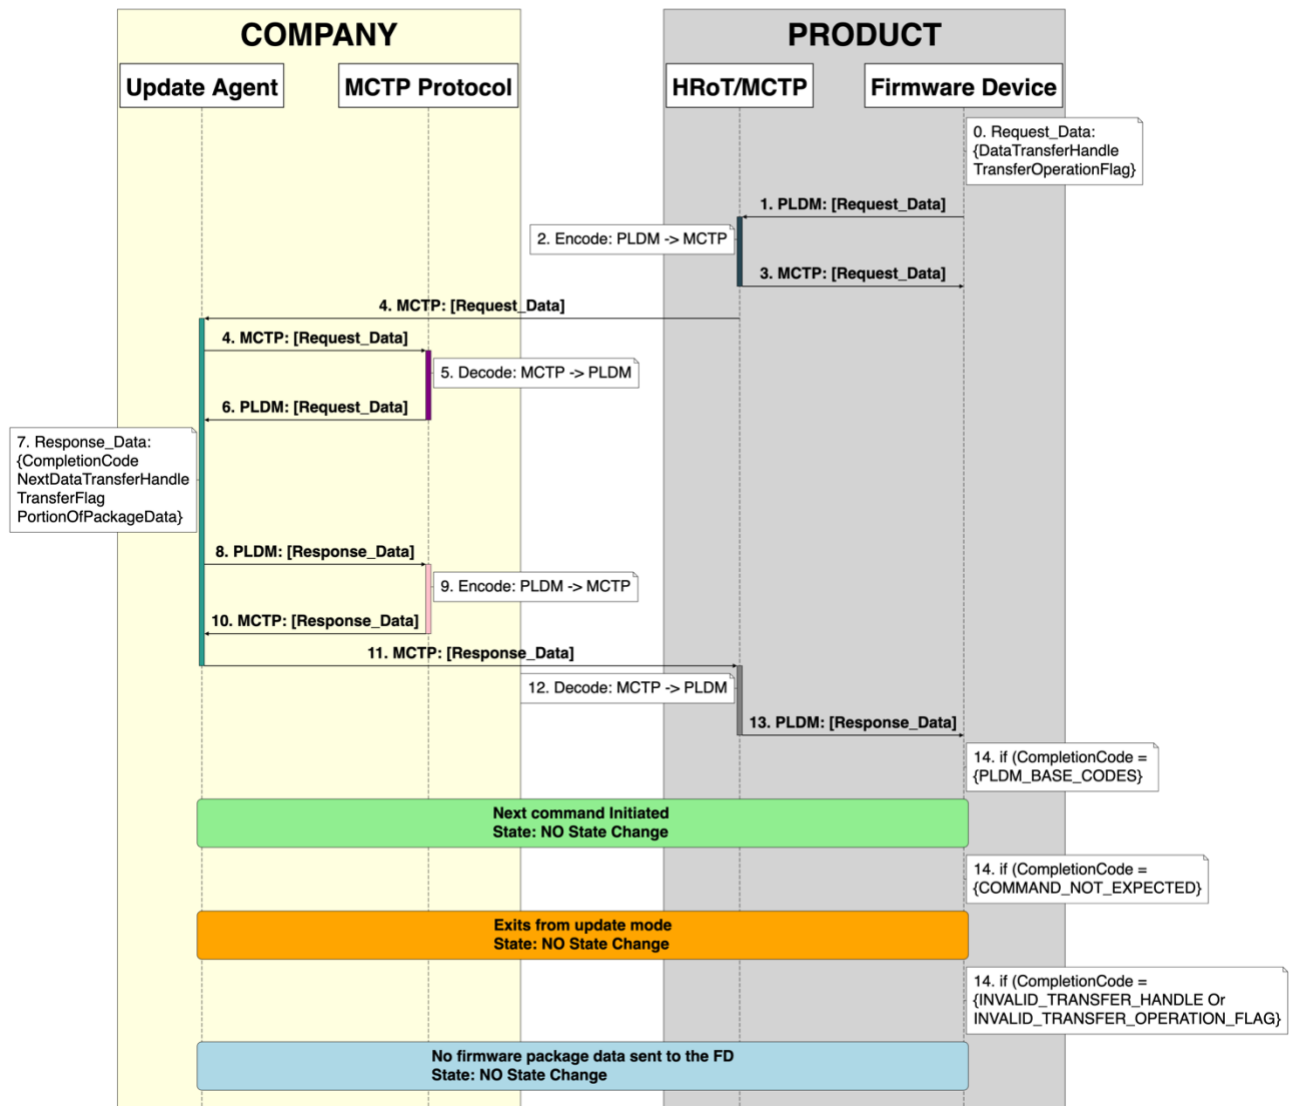 COMPANY
PRODUCT
Update Agent
MCTP Protocol
HRoT/MCTP
Firmware Device
0. Request_Data:
{DataTransferHandle
TransferOperationFlag}
1. PLDM: [Request_Data]
2. Encode: PLDM -> MCTP
3. MCTP: [Request_Data]
4. MCTP: [Request_Data]
4. MCTP: [Request_Data]
5. Decode: MCTP -> PLDM
6. PLDM: [Request_Data]
7. Response_Data:
{CompletionCode
NextDataTransferHandle
TransferFlag
PortionOfPackageData}
8. PLDM: [Response_Data]
9. Encode: PLDM -> MCTP
10. MCTP: [Response_Data]
11. MCTP: [Response_Data]
12. Decode: MCTP -> PLDM
13. PLDM: [Response_Data]
14. if (CompletionCode =
{PLDM_BASE_CODES}
Next command Initiated
State: NO State Change
14. if (CompletionCode =
{COMMAND_NOT_EXPECTED}
Exits from update mode
State: NO State Change
14. if (CompletionCode =
{INVALID_TRANSFER_HANDLE Or
INVALID_TRANSFER_OPERATION_FLAG}
No firmware package data sent to the FD
State: NO State Change